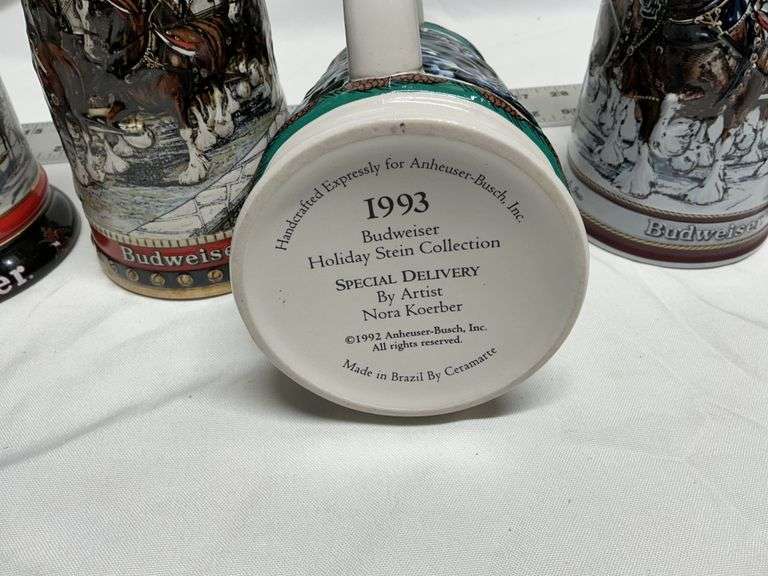 Handcrafted Expressly for Anheuser-Busch, Inc.
1993
Budweiser
Holiday Stein Collection
SPECIAL DELIVERY
By Artist
Nora Koerber
©1992 Anheuser-Busch, Inc.
All rights reserved.
Made in Brazil By Ceramarte
er.
Budweise
Budweiser